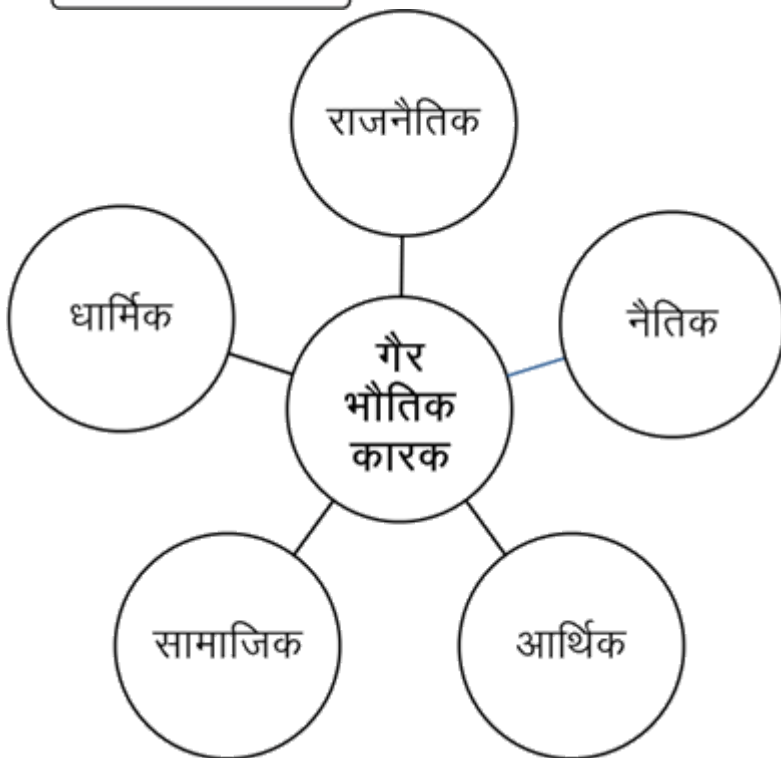 राजनैतिक
धार्मिक
नैतिक
गैर
भौतिक
कारक
सामाजिक
आर्थिक